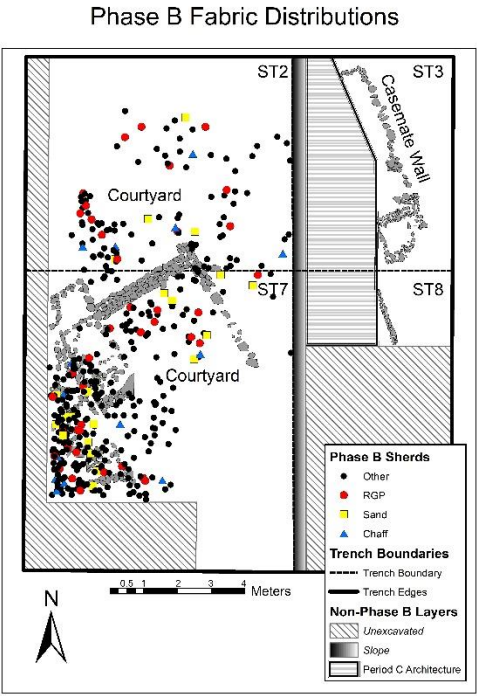 Phase B Fabric Distributions
ST2
ST3
Casemate Wall
Courtyard
ST7
ST8
Courtyard
Phase B Sherds
Other
RGP
Sand
Chaff
Trench Boundaries
Trench Boundary
Trench Edges
Non-Phase B Layers
Unexcavated
Slope
Period C Architecture
0.5 1 2 3 4
Meters
N